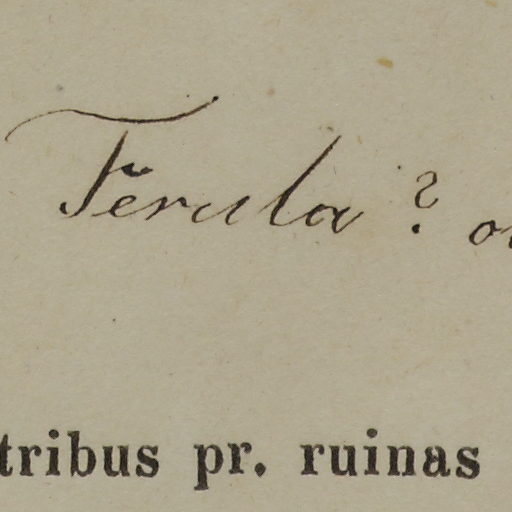 Ferula ?
tribus pr. ruinas